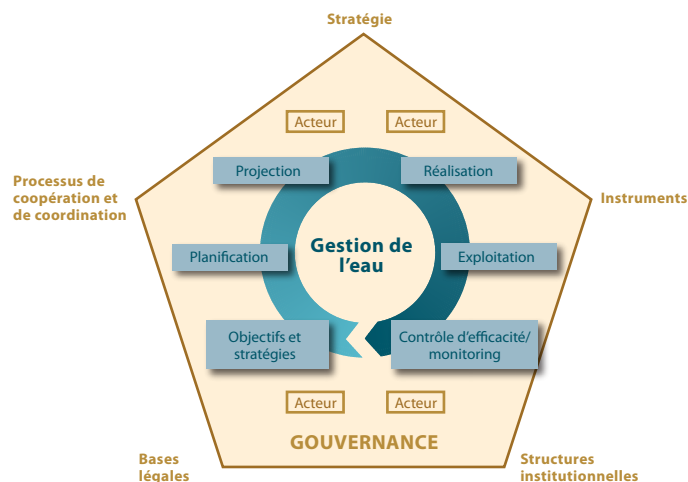 Stratégie
Acteur
Acteur
Projection
Réalisation
Processus de
coopération et
de coordination
Instruments
Gestion de
l'eau
Planification
Exploitation
Objectifs et
stratégies
Contrôle d'efficacité/
monitoring
Acteur
Acteur
GOUVERNANCE
Bases
légales
Structures
institutionnelles